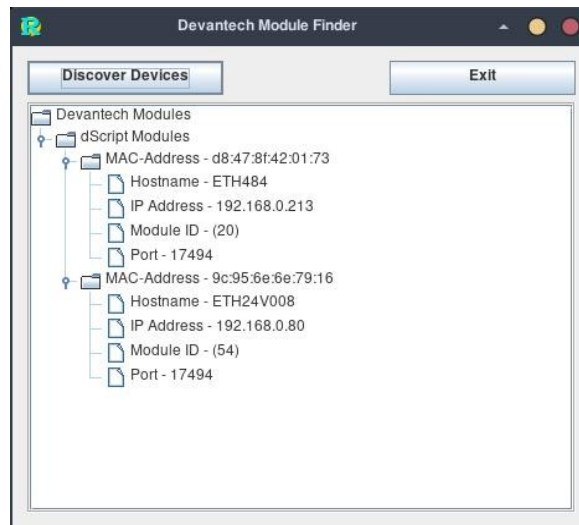 Devantech Module Finder
Discover Devices
Exit
Devantech Modules
dScript Modules
MAC-Address - d8:47:8f:42:01:73
Hostname - ETH484
IP Address - 192.168.0.213
Module ID - (20)
Port - 17494
MAC-Address - 9c:95:6e:6e:79:16
Hostname - ETH24V008
IP Address - 192.168.0.80
Module ID - (54)
Port - 17494